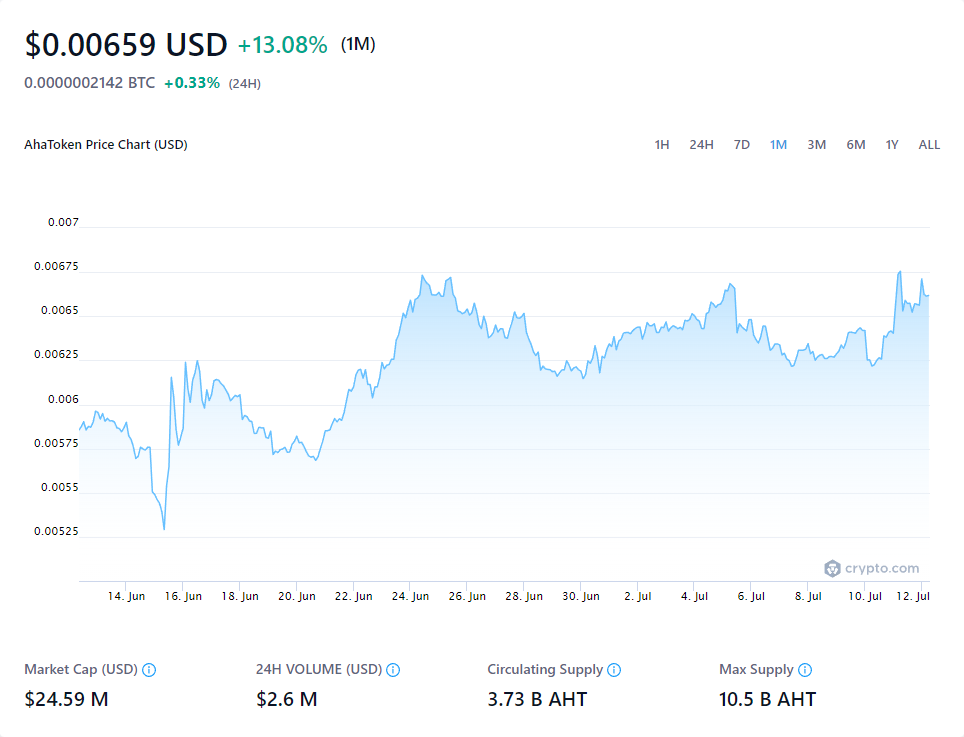 $0.00659 USD +13.08% (1M)
0.0000002142 BTC +0.33% (24H)
AhaToken Price Chart (USD) 1H 24H 7D 1M 3M 6M 1Y ALL
0.007
0.00675
0.0065
0.00625
0.006
0.00575
0.0055
0.00525
crypto.com
14. Jun 16. Jun 18. Jun 20. Jun 22. Jun 24. Jun 26. Jun 28. Jun 30. Jun 2. Jul 4. Jul 6. Jul 8. Jul 10. Jul 12. Jul
Market Cap (USD) 24H VOLUME (USD) Circulating Supply Max Supply
$24.59 M $2.6 M 3.73 B AHT 10.5 B AHT